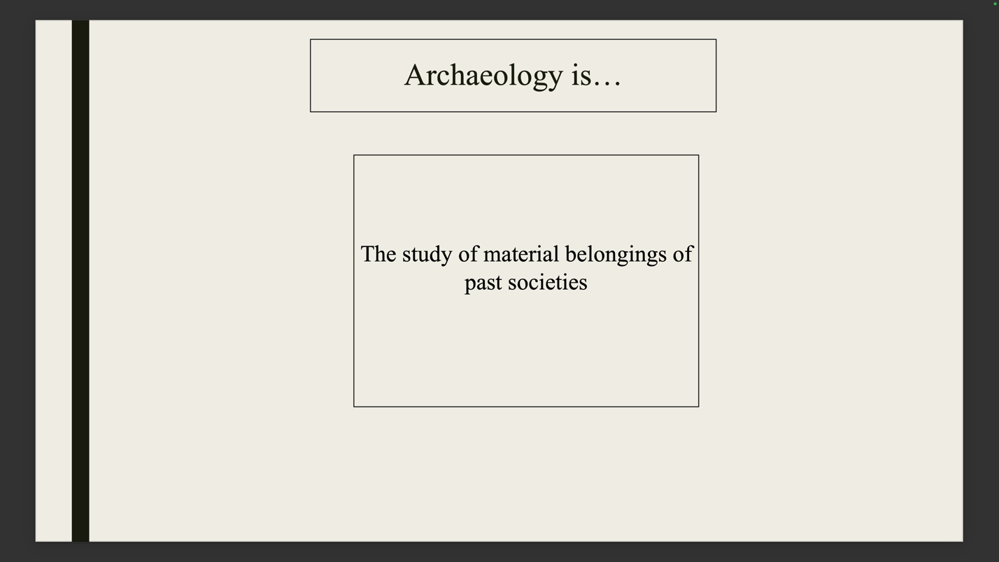 Archaeology is…
The study of material belongings of
past societies